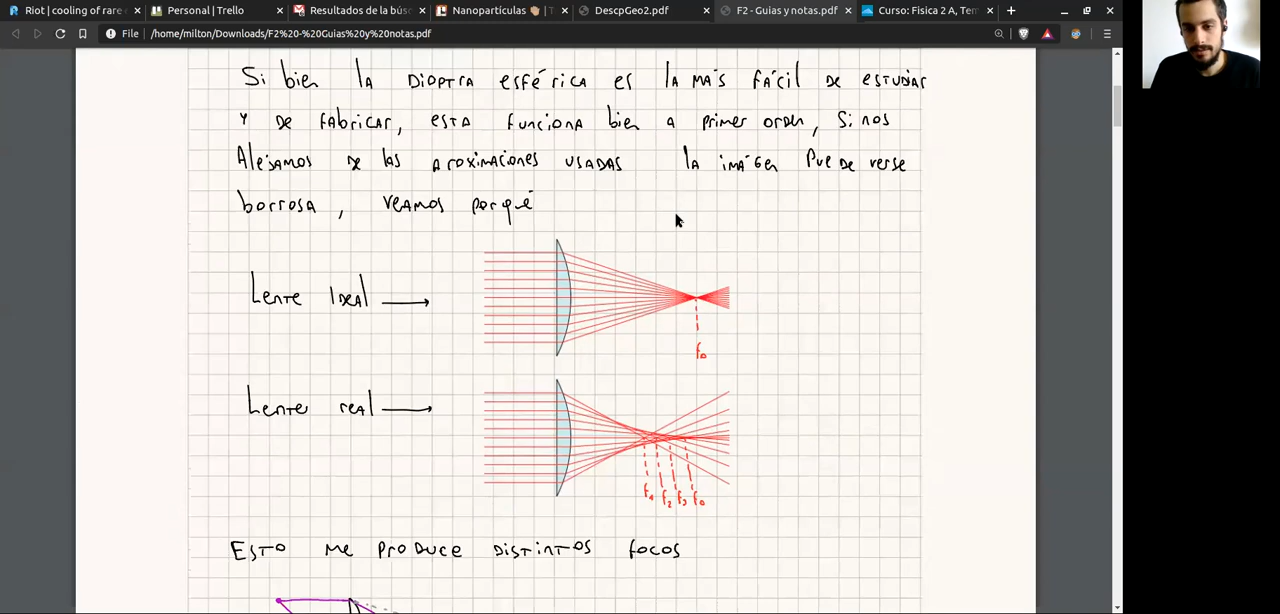 Riot | cooling of rare e
Personal | Trello
Resultados de la bús
Nanopartículas 👋🏽 | T
DescpGeo2.pdf
F2 - Guias y notas.pdf
Curso: Fisica 2 A, Tem
File
/home/milton/Downloads/F2%20-%20Guias%20y%20notas.pdf
Si bien la Dioptra esférica es la más fácil de estudiar
y de fabricar, esta funciona bien a primer orden, si nos
Alejamos de las aroximaciones usadas la imágen puede verse
borrosa, veamos porqué
Lente Ideal
f₀
Lente real
f₁ f₂ f₃ f₀
Esto me produce distintos focos